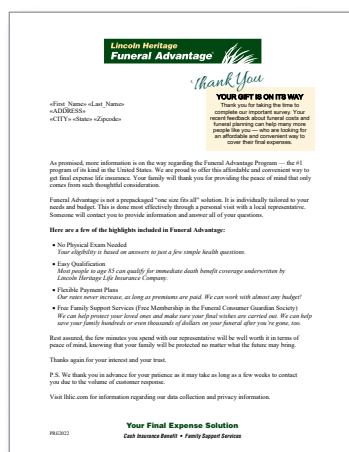 Lincoln Heritage
Funeral Advantage®
Thank You
YOUR GIFT IS ON ITS WAY
Thank you for taking the time to
complete our important survey. Your
recent feedback about funeral costs and
funeral planning can help many more
people like you — who are looking for
an affordable and convenient way to
cover their final expenses.
«First_Name» «Last_Name»
«ADDRESS»
«CITY» «State» «Zipcode»
As promised, more information is on the way regarding the Funeral Advantage Program — the #1
program of its kind in the United States. We are proud to offer this affordable and convenient way to
get final expense life insurance. Your family will thank you for providing the peace of mind that only
comes from such thoughtful consideration.
Funeral Advantage is not a prepackaged "one size fits all" solution. It is individually tailored to your
needs and budget. This is done most effectively through a personal visit with a local representative.
Someone will contact you to provide information and answer all of your questions.
Here are a few of the highlights included in Funeral Advantage:
• No Physical Exam Needed
Your eligibility is based on answers to just a few simple health questions.
• Easy Qualification
Most people to age 85 can qualify for immediate death benefit coverage underwritten by
Lincoln Heritage Life Insurance Company.
• Flexible Payment Plans
Our rates never increase, as long as premiums are paid. We can work with almost any budget!
• Free Family Support Services (Free Membership in the Funeral Consumer Guardian Society)
We can help protect your loved ones and make sure your final wishes are carried out. We can help
save your family hundreds or even thousands of dollars on your funeral after you're gone, too.
Rest assured, the few minutes you spend with our representative will be well worth it in terms of
peace of mind, knowing that your family will be protected no matter what the future may bring.
Thanks again for your interest and your trust.
P.S. We thank you in advance for your patience as it may take as long as a few weeks to contact
you due to the volume of customer response.
Visit lhlic.com for information regarding our data collection and privacy information.
Your Final Expense Solution
PRE2022
Cash Insurance Benefit • Family Support Services